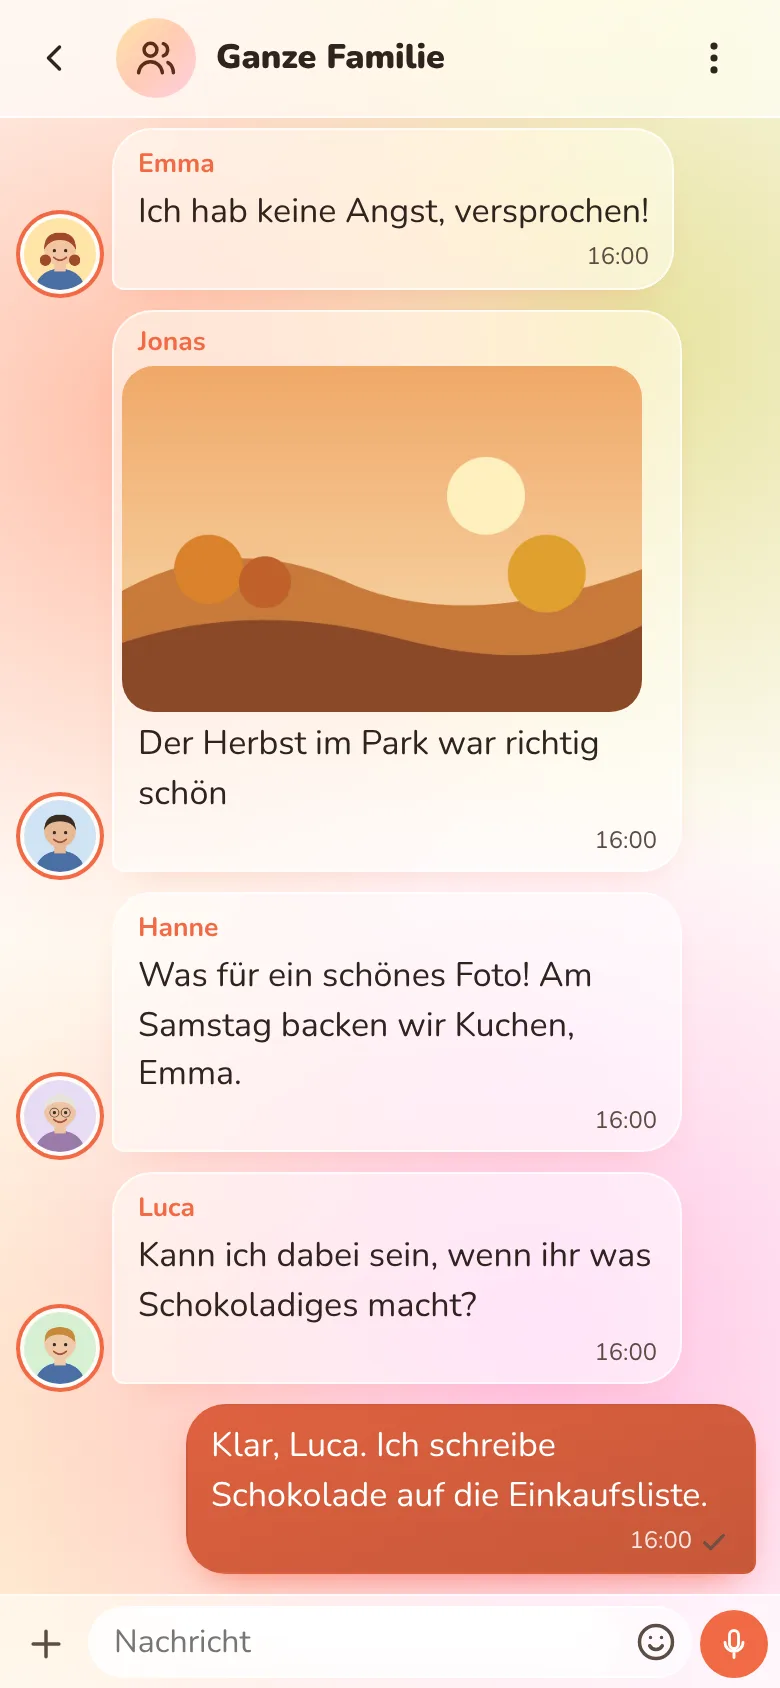 Ganze Familie
Emma
Ich hab keine Angst, versprochen!
16:00
Jonas
Der Herbst im Park war richtig
schön
16:00
Hanne
Was für ein schönes Foto! Am
Samstag backen wir Kuchen,
Emma.
16:00
Luca
Kann ich dabei sein, wenn ihr was
Schokoladiges macht?
16:00
Klar, Luca. Ich schreibe
Schokolade auf die Einkaufsliste.
16:00
Nachricht